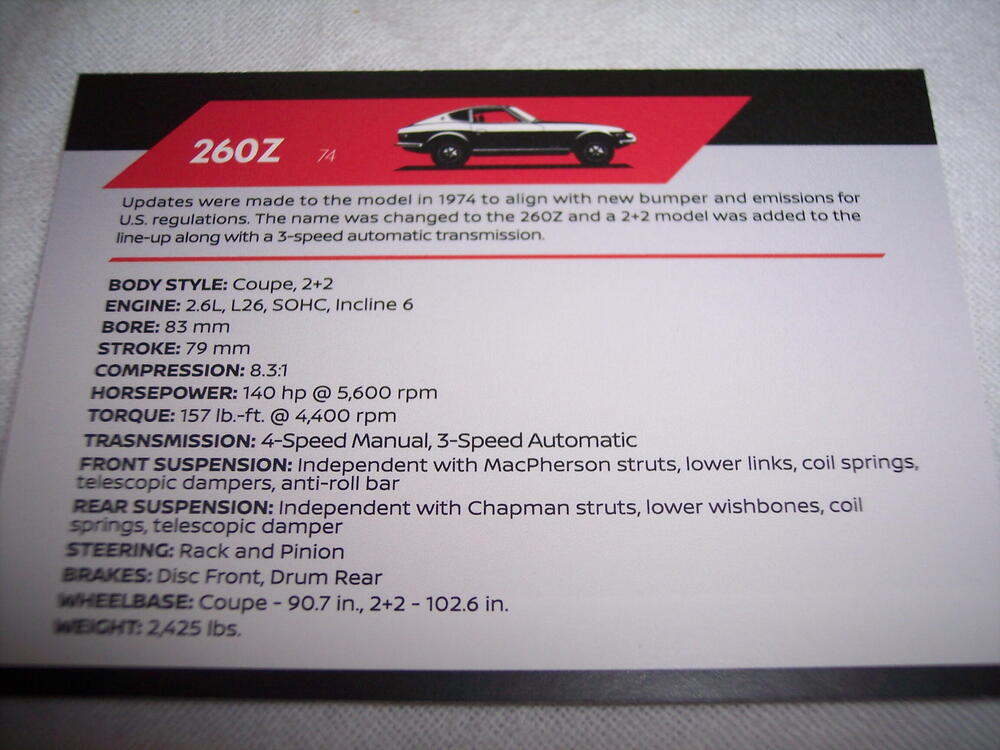 260Z 74
Updates were made to the model in 1974 to align with new bumper and emissions for
U.S. regulations. The name was changed to the 260Z and a 2+2 model was added to the
line-up along with a 3-speed automatic transmission.
BODY STYLE: Coupe, 2+2
ENGINE: 2.6L, L26, SOHC, Incline 6
BORE: 83 mm
STROKE: 79 mm
COMPRESSION: 8.3:1
HORSEPOWER: 140 hp @ 5,600 rpm
TORQUE: 157 lb.-ft. @ 4,400 rpm
TRASNSMISSION: 4-Speed Manual, 3-Speed Automatic
FRONT SUSPENSION: Independent with MacPherson struts, lower links, coil springs,
telescopic dampers, anti-roll bar
REAR SUSPENSION: Independent with Chapman struts, lower wishbones, coil
springs, telescopic damper
STEERING: Rack and Pinion
BRAKES: Disc Front, Drum Rear
WHEELBASE: Coupe - 90.7 in., 2+2 - 102.6 in.
WEIGHT: 2,425 lbs.